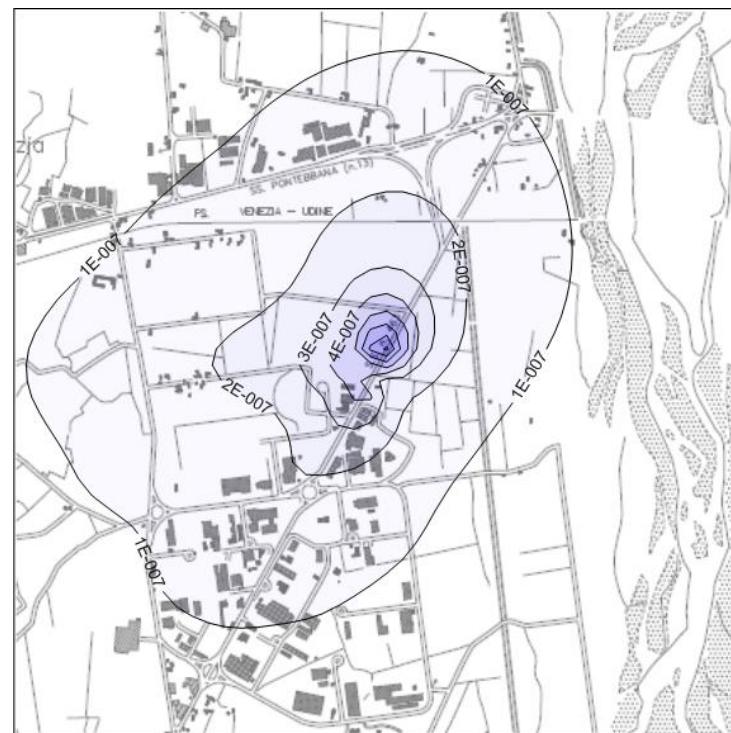 1E-007
zia
SS. PONTEBBANA (n.13)
FS. VENEZIA - UDINE
1E-007
2E-007
3E-007
4E-007
2E-007
1E-007
1E-007